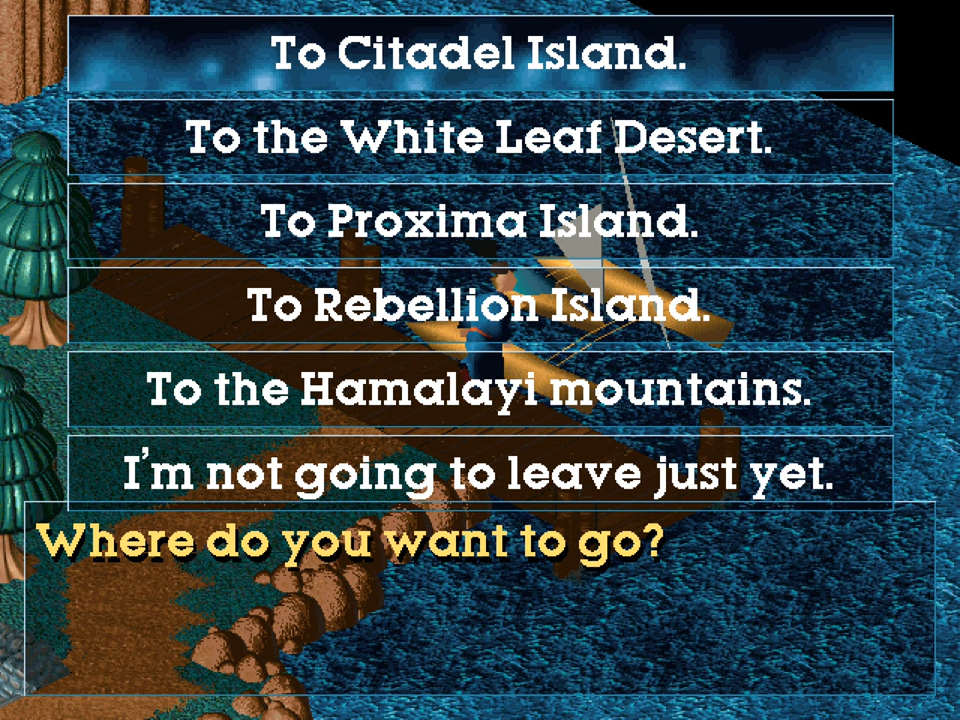 To Citadel Island.
To the White Leaf Desert.
To Proxima Island.
To Rebellion Island.
To the Hamalayi mountains.
I'm not going to leave just yet.
Where do you want to go?